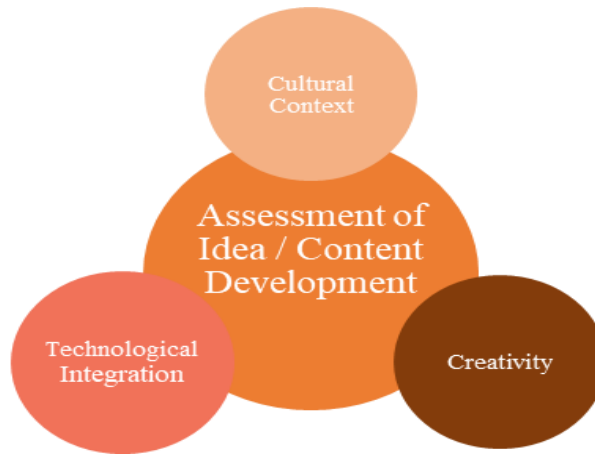 Cultural
Context
Assessment of
Idea / Content
Development
Technological
Integration
Creativity